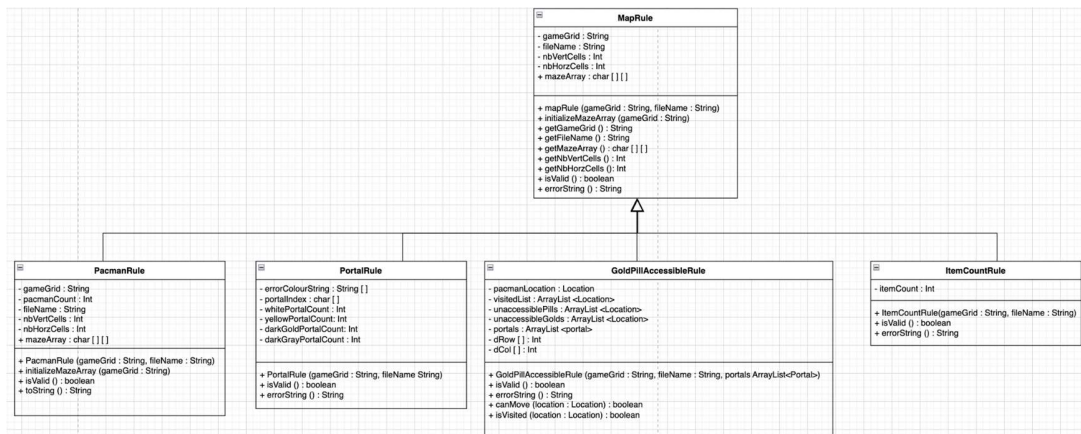 MapRule
- gameGrid : String
- fileName : String
- nbVertCells : Int
- nbHorzCells : Int
+ mazeArray : char [ ] [ ]
+ mapRule (gameGrid : String, fileName : String)
+ initializeMazeArray (gameGrid : String)
+ getGameGrid () : String
+ getFileName () : String
+ getMazeArray () : char [ ] [ ]
+ getNbVertCells () : Int
+ getNbHorzCells (): Int
+ isValid () : boolean
+ errorString () : String
PacmanRule
- gameGrid : String
- pacmanCount : Int
- fileName : String
- nbVertCells : Int
- nbHorzCells : Int
+ mazeArray : char [ ] [ ]
+ PacmanRule (gameGrid : String, fileName : String)
+ initializeMazeArray (gameGrid : String)
+ isValid () : boolean
+ toString () : String
PortalRule
- errorColourString : String [ ]
- portalIndex : char [ ]
- whitePortalCount : Int
- yellowPortalCount : Int
- darkGoldPortalCount: Int
- darkGrayPortalCount : Int
+ PortalRule (gameGrid : String, fileName String)
+ isValid () : boolean
+ errorString () : String
GoldPillAccessibleRule
- pacmanLocation : Location
- visitedList : ArrayList <Location>
- unaccessiblePills : ArrayList <Location>
- unaccessibleGolds : ArrayList <Location>
- portals : ArrayList <portal>
- dRow [ ] : Int
- dCol [ ] : Int
+ GoldPillAccessibleRule (gameGrid : String, fileName : String, portals ArrayList<Portal>)
+ isValid () : boolean
+ errorString () : String
+ canMove (location : Location) : boolean
+ isVisited (location : Location) : boolean
ItemCountRule
- itemCount : Int
+ ItemCountRule(gameGrid : String, fileName : String)
+ isValid () : boolean
+ errorString () : String